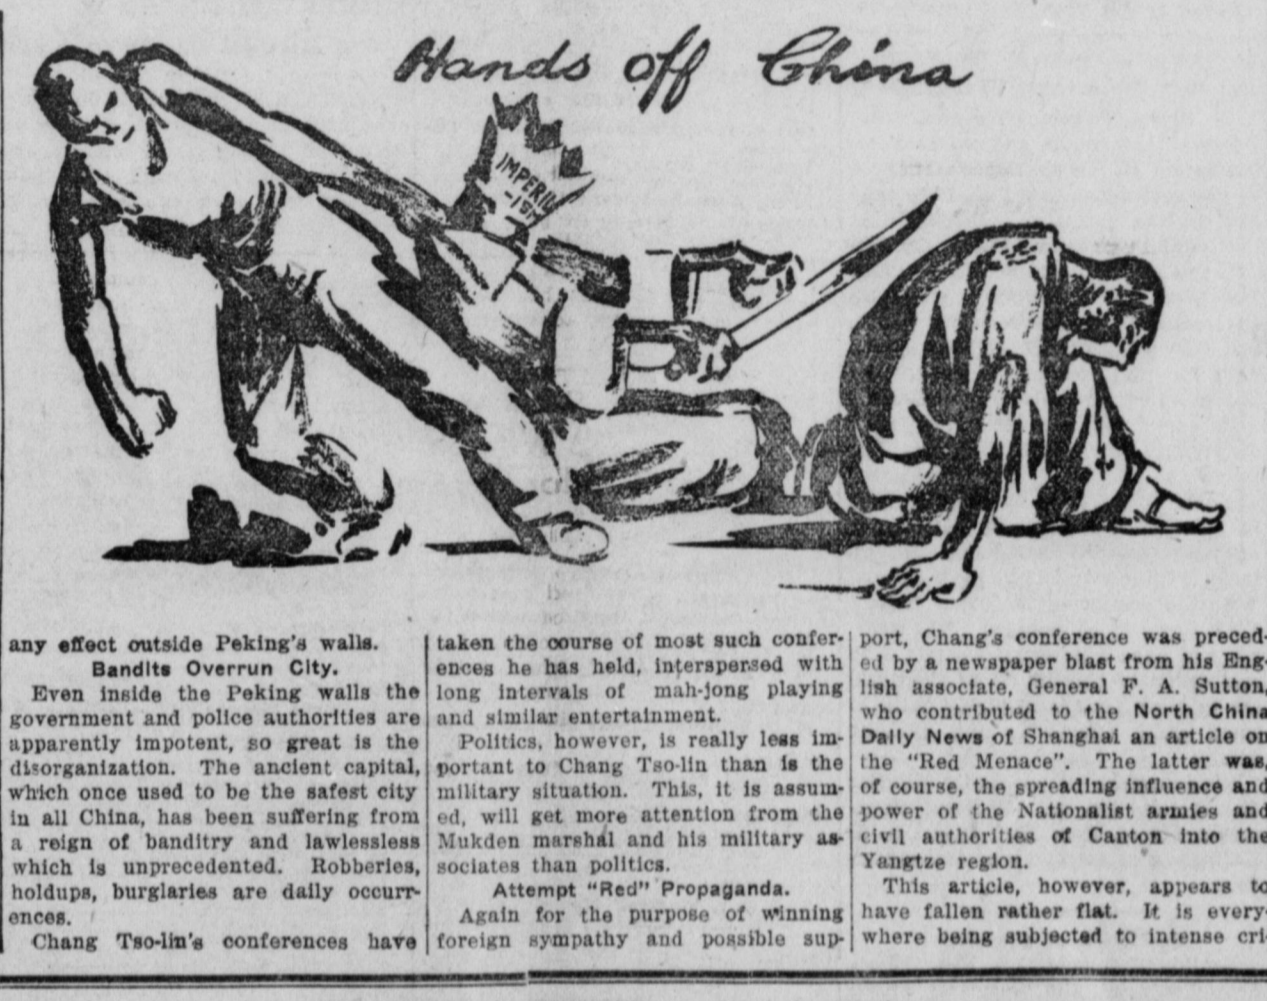 Hands off China
IMPERIL
-ISM
any effect outside Peking's walls.
Bandits Overrun City.
Even inside the Peking walls the
government and police authorities are
apparently impotent, so great is the
disorganization. The ancient capital,
which once used to be the safest city
in all China, has been suffering from
a reign of banditry and lawlessless
which is unprecedented. Robberies,
holdups, burglaries are daily occurr-
ences.
Chang Tso-lin's conferences have
taken the course of most such confer-
ences he has held, interspersed with
long intervals of mah-jong playing
and similar entertainment.
Politics, however, is really less im-
portant to Chang Tso-lin than is the
military situation. This, it is assum-
ed, will get more attention from the
Mukden marshal and his military as-
sociates than politics.
Attempt "Red" Propaganda.
Again for the purpose of winning
foreign sympathy and possible sup-
port, Chang's conference was preced-
ed by a newspaper blast from his Eng-
lish associate, General F. A. Sutton,
who contributed to the North China
Daily News of Shanghai an article on
the "Red Menace". The latter was,
of course, the spreading influence and
power of the Nationalist armies and
civil authorities of Canton into the
Yangtze region.
This article, however, appears to
have fallen rather flat. It is every-
where being subjected to intense cri-